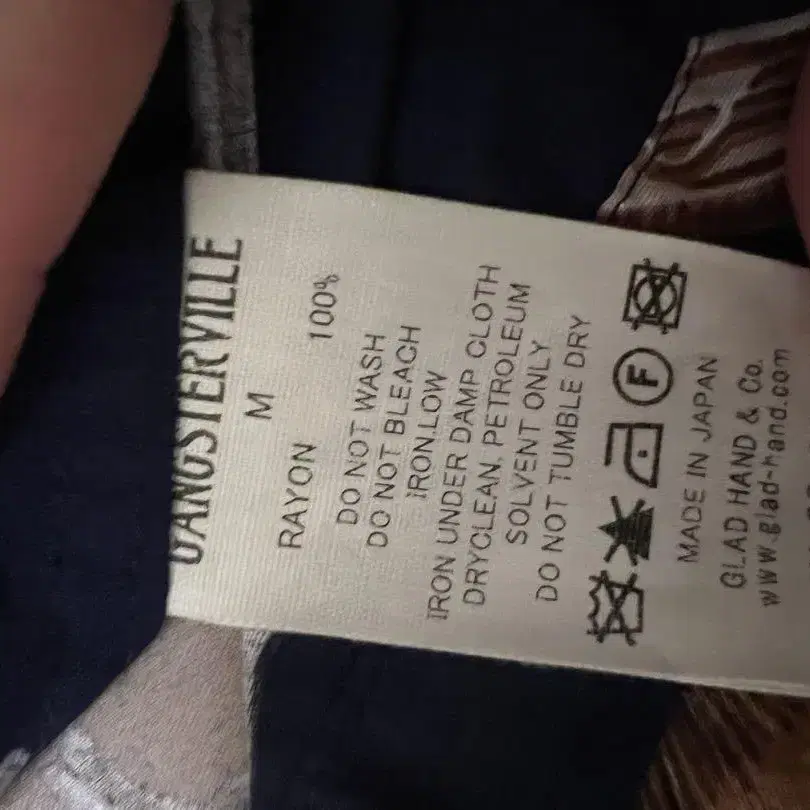 GANGSTERVILLE
M
RAYON 100%
DO NOT WASH
DO NOT BLEACH
IRON,LOW
IRON UNDER DAMP CLOTH
DRYCLEAN, PETROLEUM
SOLVENT ONLY
DO NOT TUMBLE DRY
F
MADE IN JAPAN
GLAD HAND & Co.
www.glad-hand.com